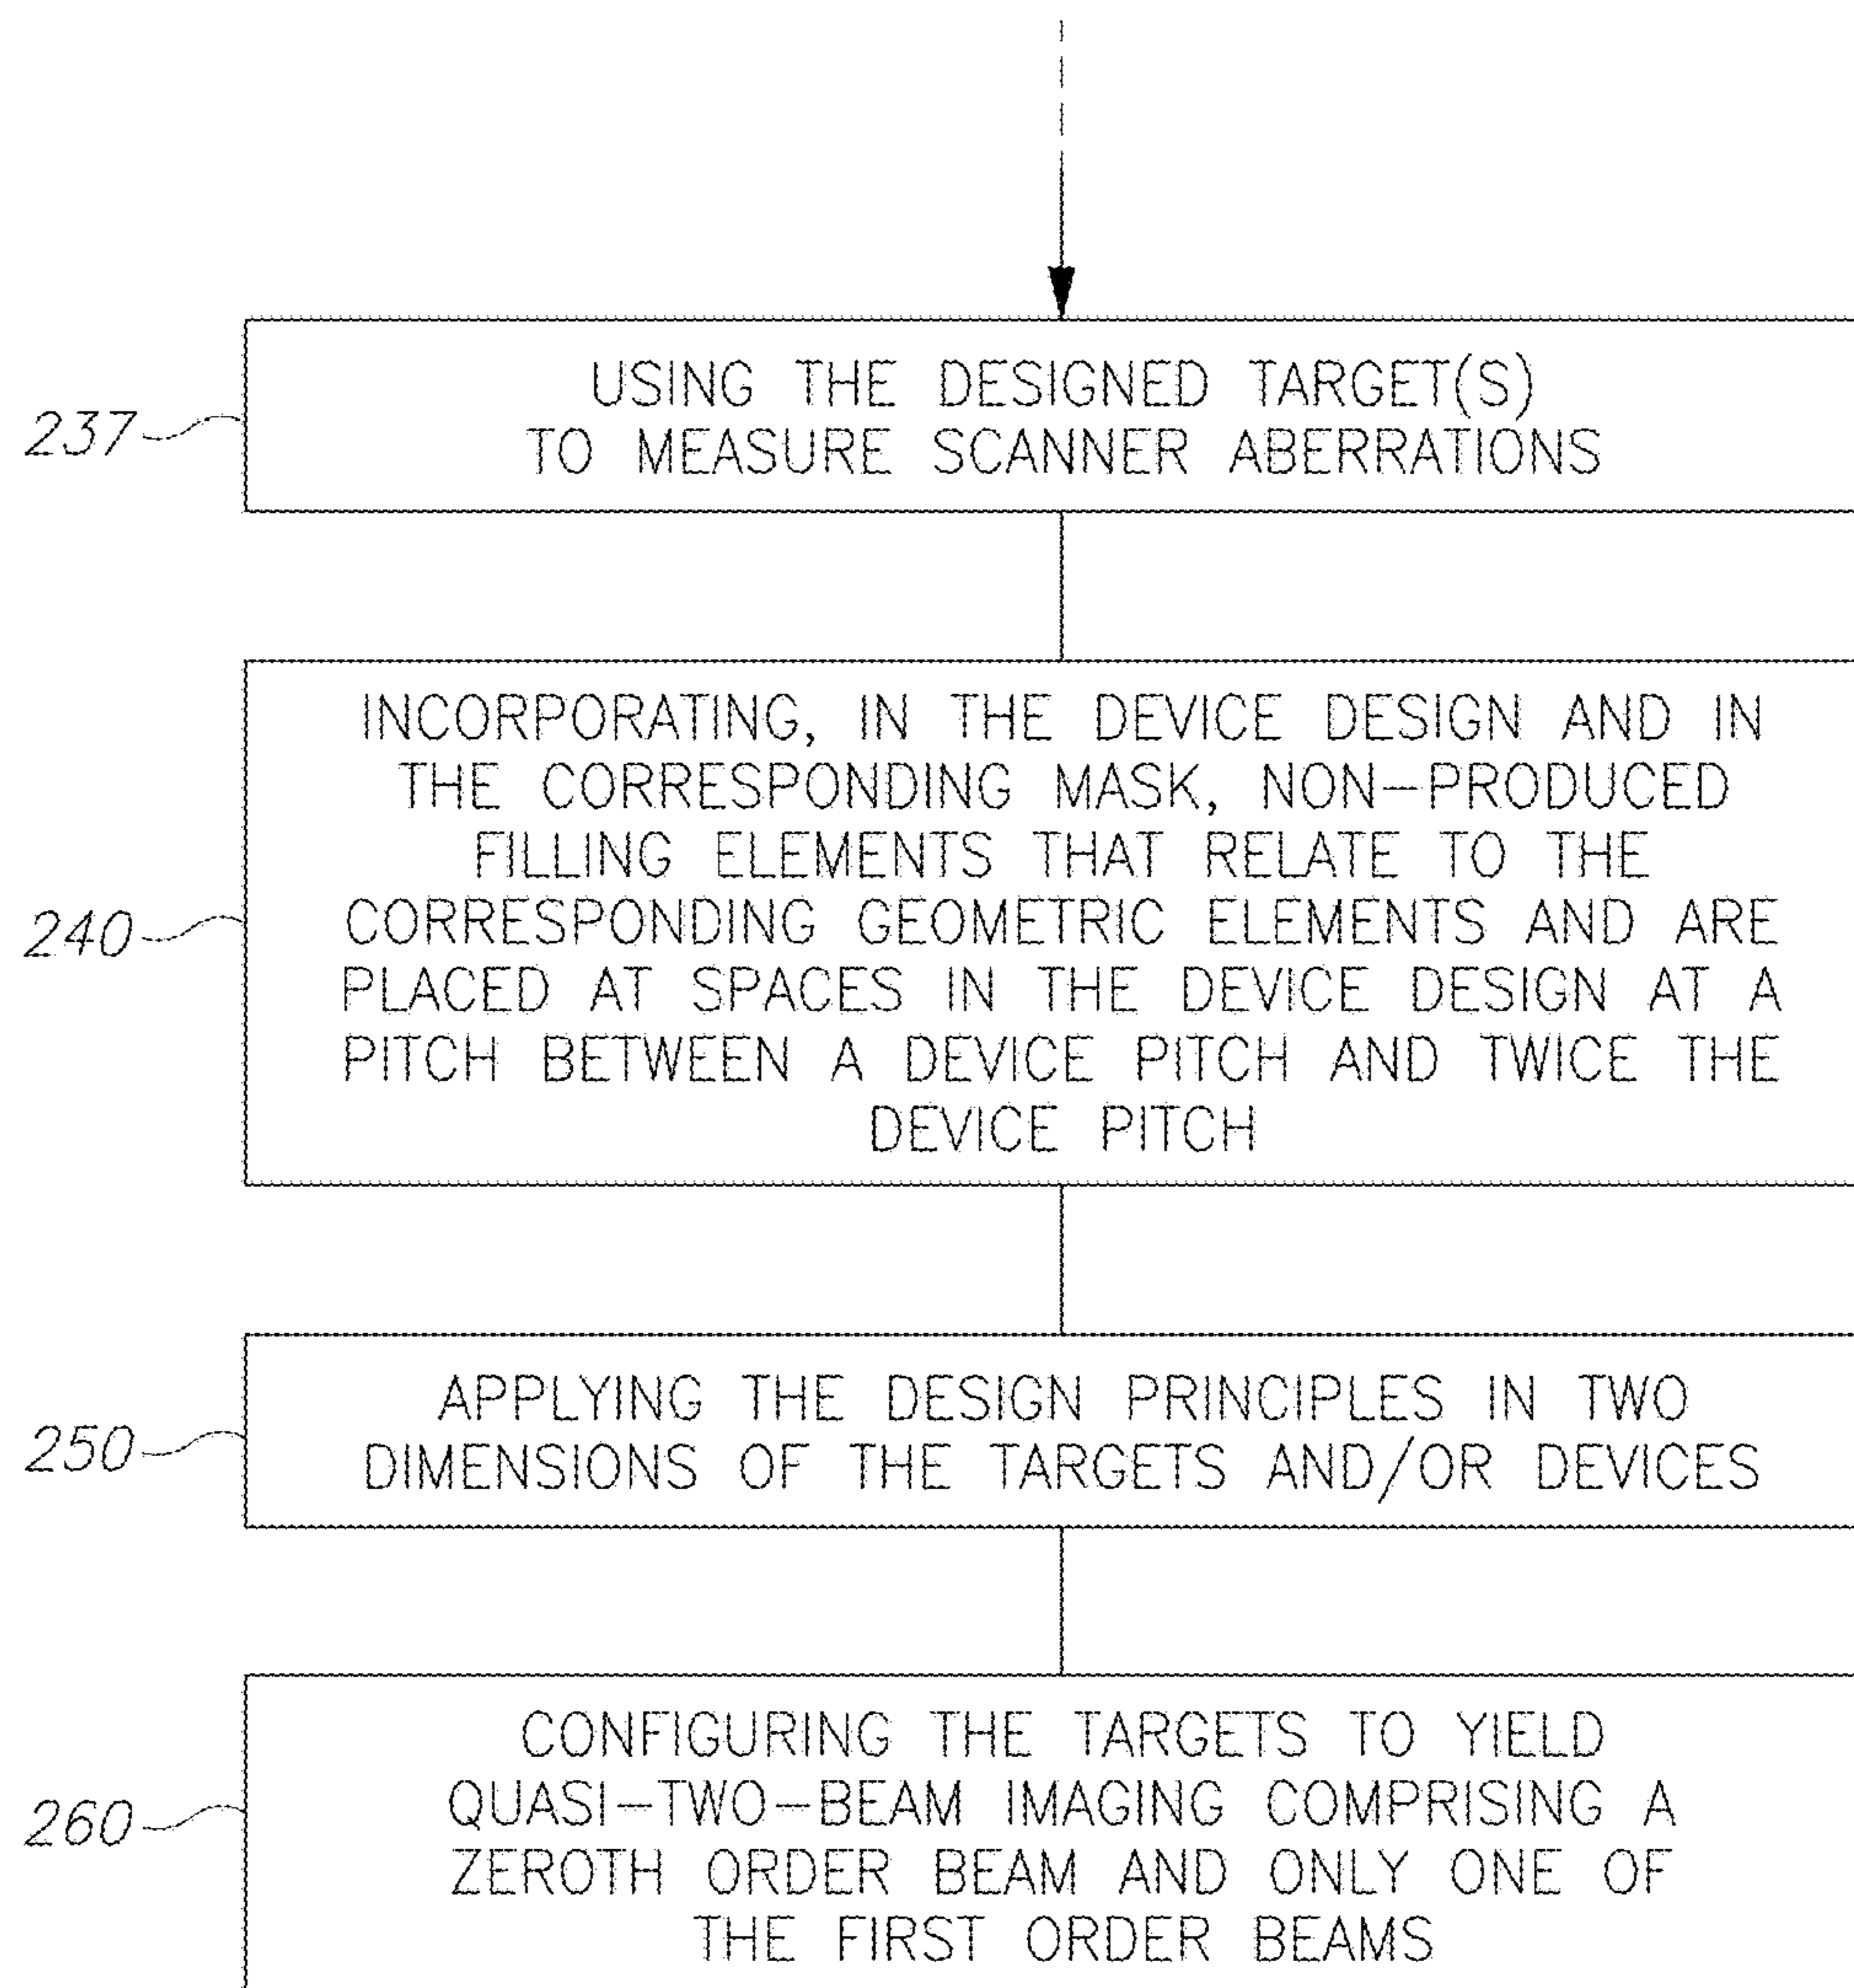 237
USING THE DESIGNED TARGET(S)
TO MEASURE SCANNER ABERRATIONS
240
INCORPORATING, IN THE DEVICE DESIGN AND IN
THE CORRESPONDING MASK, NON-PRODUCED
FILLING ELEMENTS THAT RELATE TO THE
CORRESPONDING GEOMETRIC ELEMENTS AND ARE
PLACED AT SPACES IN THE DEVICE DESIGN AT A
PITCH BETWEEN A DEVICE PITCH AND TWICE THE
DEVICE PITCH
250
APPLYING THE DESIGN PRINCIPLES IN TWO
DIMENSIONS OF THE TARGETS AND/OR DEVICES
260
CONFIGURING THE TARGETS TO YIELD
QUASI-TWO-BEAM IMAGING COMPRISING A
ZEROTH ORDER BEAM AND ONLY ONE OF
THE FIRST ORDER BEAMS